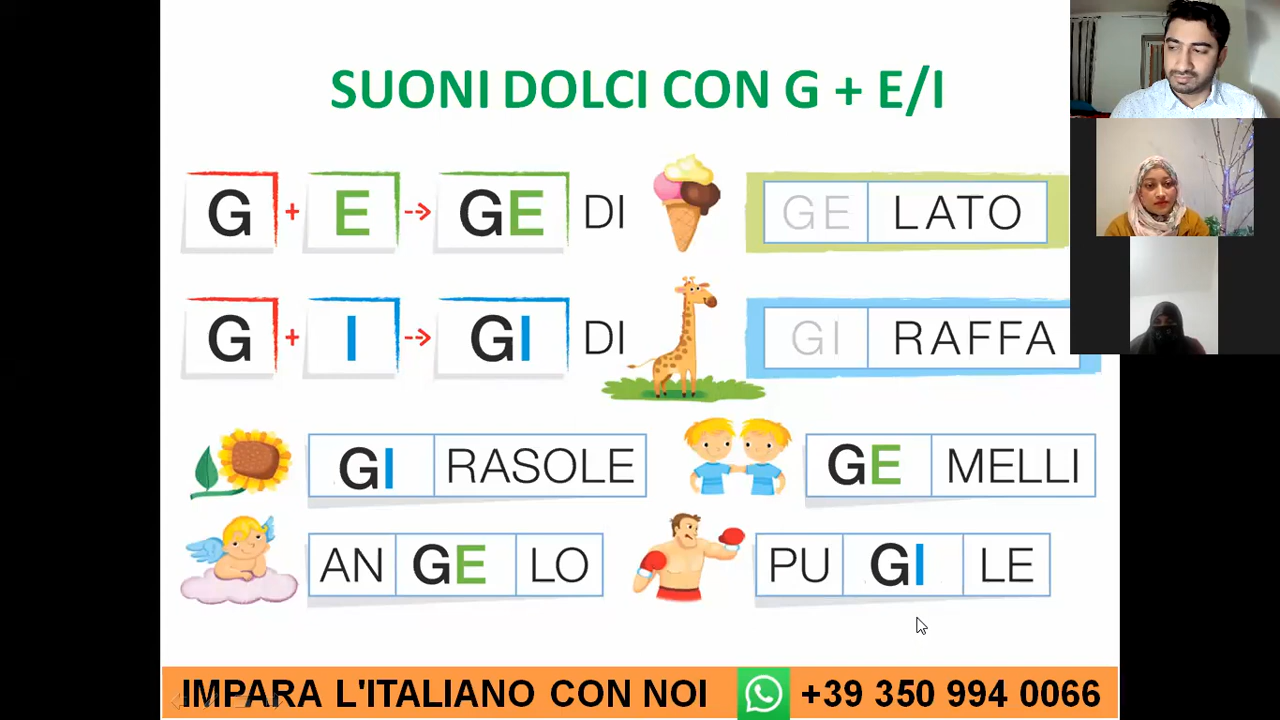 SUONI DOLCI CON G + E/I
G + E --> GE DI GE LATO
G + I --> GI DI GI RAFFA
GI RASOLE GE MELLI
AN GE LO PU GI LE
IMPARA L'ITALIANO CON NOI +39 350 994 0066